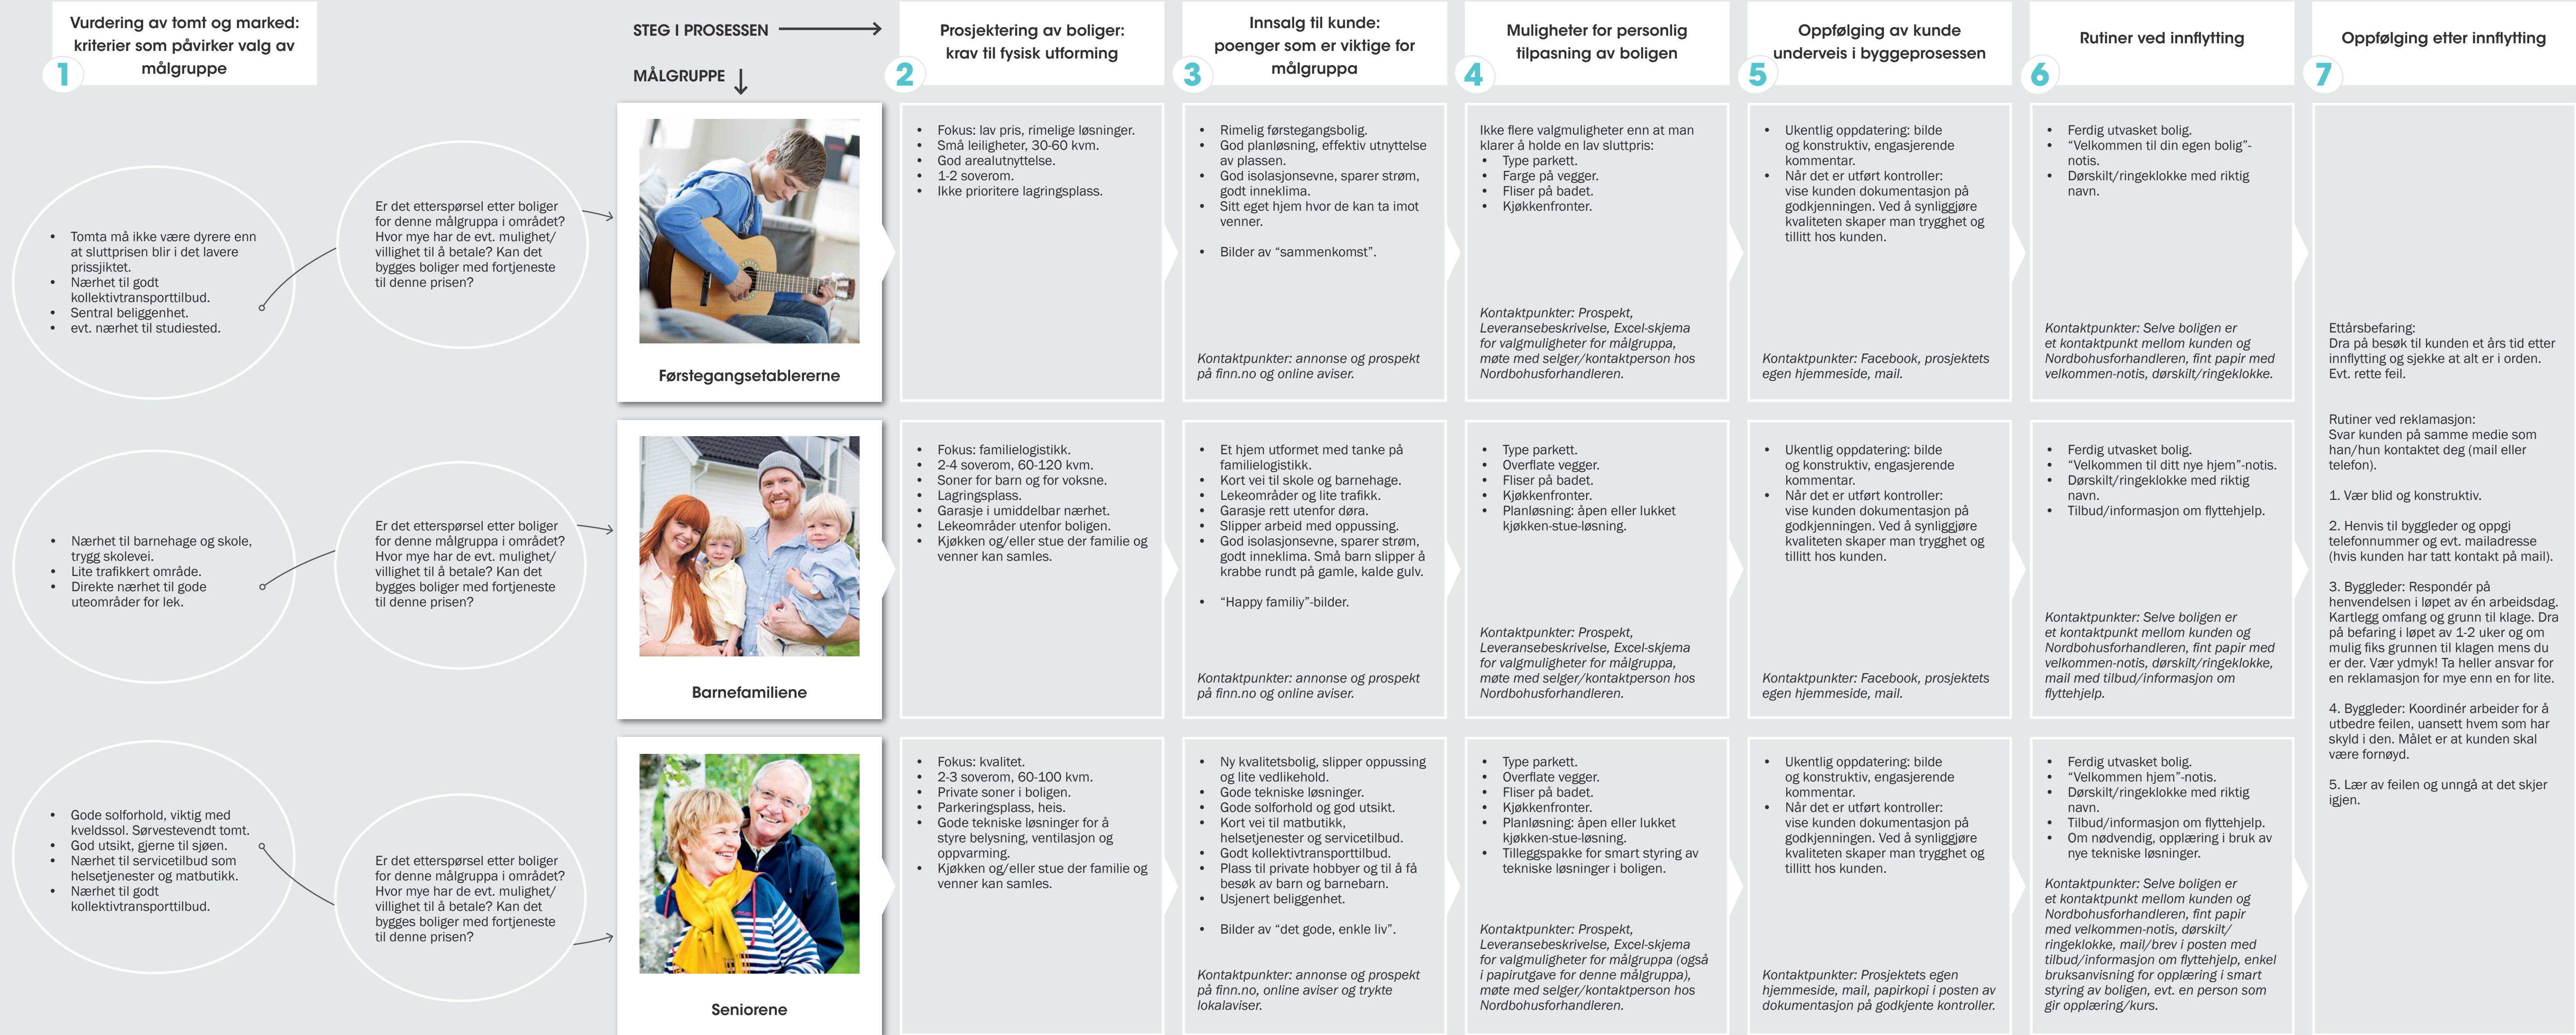 Vurdering av tomt og marked:
kriterier som påvirker valg av
målgruppe
1
STEG I PROSESSEN
MÅLGRUPPE
Prosjektering av boliger:
krav til fysisk utforming
2
Innsalg til kunde:
poenger som er viktige for
målgruppa
3
Muligheter for personlig
tilpasning av boligen
4
Oppfølging av kunde
underveis i byggeprosessen
5
Rutiner ved innflytting
6
Oppfølging etter innflytting
7
• Tomta må ikke være dyrere enn
at sluttprisen blir i det lavere
prissjiktet.
• Nærhet til godt
kollektivtransporttilbud.
• Sentral beliggenhet.
• evt. nærhet til studiested.
Er det etterspørsel etter boliger
for denne målgruppa i området?
Hvor mye har de evt. mulighet/
villighet til å betale? Kan det
bygges boliger med fortjeneste
til denne prisen?
Førstegangsetablererne
• Fokus: lav pris, rimelige løsninger.
• Små leiligheter, 30-60 kvm.
• God arealutnyttelse.
• 1-2 soverom.
• Ikke prioritere lagringsplass.
• Rimelig førstegangsbolig.
• God planløsning, effektiv utnyttelse
av plassen.
• God isolasjonsevne, sparer strøm,
godt inneklima.
• Sitt eget hjem hvor de kan ta imot
venner.
• Bilder av “sammenkomst”.
Kontaktpunkter: annonse og prospekt
på finn.no og online aviser.
Ikke flere valgmuligheter enn at man
klarer å holde en lav sluttpris:
• Type parkett.
• Farge på vegger.
• Fliser på badet.
• Kjøkkenfronter.
Kontaktpunkter: Prospekt,
Leveransebeskrivelse, Excel-skjema
for valgmuligheter for målgruppa,
møte med selger/kontaktperson hos
Nordbohusforhandleren.
• Ukentlig oppdatering: bilde
og konstruktiv, engasjerende
kommentar.
• Når det er utført kontroller:
vise kunden dokumentasjon på
godkjenningen. Ved å synliggjøre
kvaliteten skaper man trygghet og
tillitt hos kunden.
Kontaktpunkter: Facebook, prosjektets
egen hjemmeside, mail.
• Ferdig utvasket bolig.
• “Velkommen til din egen bolig”-
notis.
• Dørskilt/ringeklokke med riktig
navn.
Kontaktpunkter: Selve boligen er
et kontaktpunkt mellom kunden og
Nordbohusforhandleren, fint papir med
velkommen-notis, dørskilt/ringeklokke.
• Nærhet til barnehage og skole,
trygg skolevei.
• Lite trafikkert område.
• Direkte nærhet til gode
uteområder for lek.
Er det etterspørsel etter boliger
for denne målgruppa i området?
Hvor mye har de evt. mulighet/
villighet til å betale? Kan det
bygges boliger med fortjeneste
til denne prisen?
Barnefamiliene
• Fokus: familielogistikk.
• 2-4 soverom, 60-120 kvm.
• Soner for barn og for voksne.
• Lagringsplass.
• Garasje i umiddelbar nærhet.
• Lekeområder utenfor boligen.
• Kjøkken og/eller stue der familie og
venner kan samles.
• Et hjem utformet med tanke på
familielogistikk.
• Kort vei til skole og barnehage.
• Lekeområder og lite trafikk.
• Garasje rett utenfor døra.
• Slipper arbeid med oppussing.
• God isolasjonsevne, sparer strøm,
godt inneklima. Små barn slipper å
krabbe rundt på gamle, kalde gulv.
• “Happy familiy”-bilder.
Kontaktpunkter: annonse og prospekt
på finn.no og online aviser.
• Type parkett.
• Overflate vegger.
• Fliser på badet.
• Kjøkkenfronter.
• Planløsning: åpen eller lukket
kjøkken-stue-løsning.
Kontaktpunkter: Prospekt,
Leveransebeskrivelse, Excel-skjema
for valgmuligheter for målgruppa,
møte med selger/kontaktperson hos
Nordbohusforhandleren.
• Ukentlig oppdatering: bilde
og konstruktiv, engasjerende
kommentar.
• Når det er utført kontroller:
vise kunden dokumentasjon på
godkjenningen. Ved å synliggjøre
kvaliteten skaper man trygghet og
tillitt hos kunden.
Kontaktpunkter: Facebook, prosjektets
egen hjemmeside, mail.
• Ferdig utvasket bolig.
• “Velkommen til ditt nye hjem”-notis.
• Dørskilt/ringeklokke med riktig
navn.
• Tilbud/informasjon om flyttehjelp.
Kontaktpunkter: Selve boligen er
et kontaktpunkt mellom kunden og
Nordbohusforhandleren, fint papir med
velkommen-notis, dørskilt/ringeklokke,
mail med tilbud/informasjon om
flyttehjelp.
• Gode solforhold, viktig med
kveldssol. Sørvestevendt tomt.
• God utsikt, gjerne til sjøen.
• Nærhet til servicetilbud som
helsetjenester og matbutikk.
• Nærhet til godt
kollektivtransporttilbud.
Er det etterspørsel etter boliger
for denne målgruppa i området?
Hvor mye har de evt. mulighet/
villighet til å betale? Kan det
bygges boliger med fortjeneste
til denne prisen?
Seniorene
• Fokus: kvalitet.
• 2-3 soverom, 60-100 kvm.
• Private soner i boligen.
• Parkeringsplass, heis.
• Gode tekniske løsninger for å
styre belysning, ventilasjon og
oppvarming.
• Kjøkken og/eller stue der familie og
venner kan samles.
• Ny kvalitetsbolig, slipper oppussing
og lite vedlikehold.
• Gode tekniske løsninger.
• Gode solforhold og god utsikt.
• Kort vei til matbutikk,
helsetjenester og servicetilbud.
• Godt kollektivtransporttilbud.
• Plass til private hobbyer og til å få
besøk av barn og barnebarn.
• Usjenert beliggenhet.
• Bilder av “det gode, enkle liv”.
Kontaktpunkter: annonse og prospekt
på finn.no, online aviser og trykte
lokalaviser.
• Type parkett.
• Overflate vegger.
• Fliser på badet.
• Kjøkkenfronter.
• Planløsning: åpen eller lukket
kjøkken-stue-løsning.
• Tilleggspakke for smart styring av
tekniske løsninger i boligen.
Kontaktpunkter: Prospekt,
Leveransebeskrivelse, Excel-skjema
for valgmuligheter for målgruppa (også
i papirutgave for denne målgruppa),
møte med selger/kontaktperson hos
Nordbohusforhandleren.
• Ukentlig oppdatering: bilde
og konstruktiv, engasjerende
kommentar.
• Når det er utført kontroller:
vise kunden dokumentasjon på
godkjenningen. Ved å synliggjøre
kvaliteten skaper man trygghet og
tillitt hos kunden.
Kontaktpunkter: Prosjektets egen
hjemmeside, mail, papirkopi i posten av
dokumentasjon på godkjente kontroller.
• Ferdig utvasket bolig.
• “Velkommen hjem”-notis.
• Dørskilt/ringeklokke med riktig
navn.
• Tilbud/informasjon om flyttehjelp.
• Om nødvendig, opplæring i bruk av
nye tekniske løsninger.
Kontaktpunkter: Selve boligen er
et kontaktpunkt mellom kunden og
Nordbohusforhandleren, fint papir
med velkommen-notis, dørskilt/
ringeklokke, mail/brev i posten med
tilbud/informasjon om flyttehjelp, enkel
bruksanvisning for opplæring i smart
styring av boligen, evt. en person som
gir opplæring/kurs.
Ettårsbefaring:
Dra på besøk til kunden et års tid etter
innflytting og sjekke at alt er i orden.
Evt. rette feil.
Rutiner ved reklamasjon:
Svar kunden på samme medie som
han/hun kontaktet deg (mail eller
telefon).
1. Vær blid og konstruktiv.
2. Henvis til byggleder og oppgi
telefonnummer og evt. mailadresse
(hvis kunden har tatt kontakt på mail).
3. Byggleder: Respondér på
henvendelsen i løpet av én arbeidsdag.
Kartlegg omfang og grunn til klage. Dra
på befaring i løpet av 1-2 uker og om
mulig fiks grunnen til klagen mens du
er der. Vær ydmyk! Ta heller ansvar for
en reklamasjon for mye enn en for lite.
4. Byggleder: Koordinér arbeider for å
utbedre feilen, uansett hvem som har
skyld i den. Målet er at kunden skal
være fornøyd.
5. Lær av feilen og unngå at det skjer
igjen.